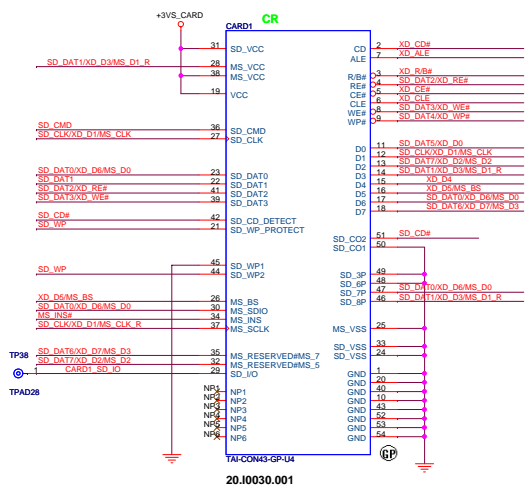 CR
+3VS_CARD
CARD1
31 SD_VCC CD 2 XD_CD#
ALE 7 XD_ALE
SD_DAT1/XD_D3/MS_D1_R 28 MS_VCC
38 MS_VCC R/B# 3 XD_R/B#
RE# 4 SD_DAT2/XD_RE#
19 VCC CE# 5 XD_CE#
CLE 6 XD_CLE
WE# 8 SD_DAT3/XD_WE#
WP# 9 SD_DAT4/XD_WP#
SD_CMD 36 SD_CMD
SD_CLK/XD_D1/MS_CLK 27 SD_CLK
D0 11 SD_DAT5/XD_D0
D1 12 SD_CLK/XD_D1/MS_CLK
D2 13 SD_DAT7/XD_D2/MS_D2
SD_DAT0/XD_D6/MS_D0 23 SD_DAT0 D3 14 SD_DAT1/XD_D3/MS_D1_R
SD_DAT1 22 SD_DAT1 D4 15 XD_D4
SD_DAT2/XD_RE# 41 SD_DAT2 D5 16 XD_D5/MS_BS
SD_DAT3/XD_WE# 39 SD_DAT3 D6 17 SD_DAT0/XD_D6/MS_D0
D7 18 SD_DAT6/XD_D7/MS_D3
SD_CD# 42 SD_CD_DETECT
SD_WP 21 SD_WP_PROTECT
SD_CO2 51 SD_CD#
SD_CO1 50
45 SD_WP1
SD_WP 44 SD_WP2 SD_3P 49
SD_6P 48
SD_7P 47 SD_DAT0/XD_D6/MS_D0
XD_D5/MS_BS 26 MS_BS SD_8P 46 SD_DAT1/XD_D3/MS_D1_R
SD_DAT0/XD_D6/MS_D0 30 MS_SDIO
MS_INS# 34 MS_INS
SD_CLK/XD_D1/MS_CLK_R 37 MS_SCLK MS_VSS 25
SD_VSS 33
TP38 SD_DAT6/XD_D7/MS_D3 35 MS_RESERVED#MS_7 SD_VSS 24
SD_DAT7/XD_D2/MS_D2 32 MS_RESERVED#MS_5
1 CARD1_SD_IO 29 SD_I/O GND 1
TPAD28 GND 20
NP1 NP1 GND 40
NP2 NP2 GND 10
NP3 NP3 GND 43
NP4 NP4 GND 52
NP5 NP5 GND 53
NP6 NP6 GND 54
GP
TAI-CON43-GP-U4
20.I0030.001